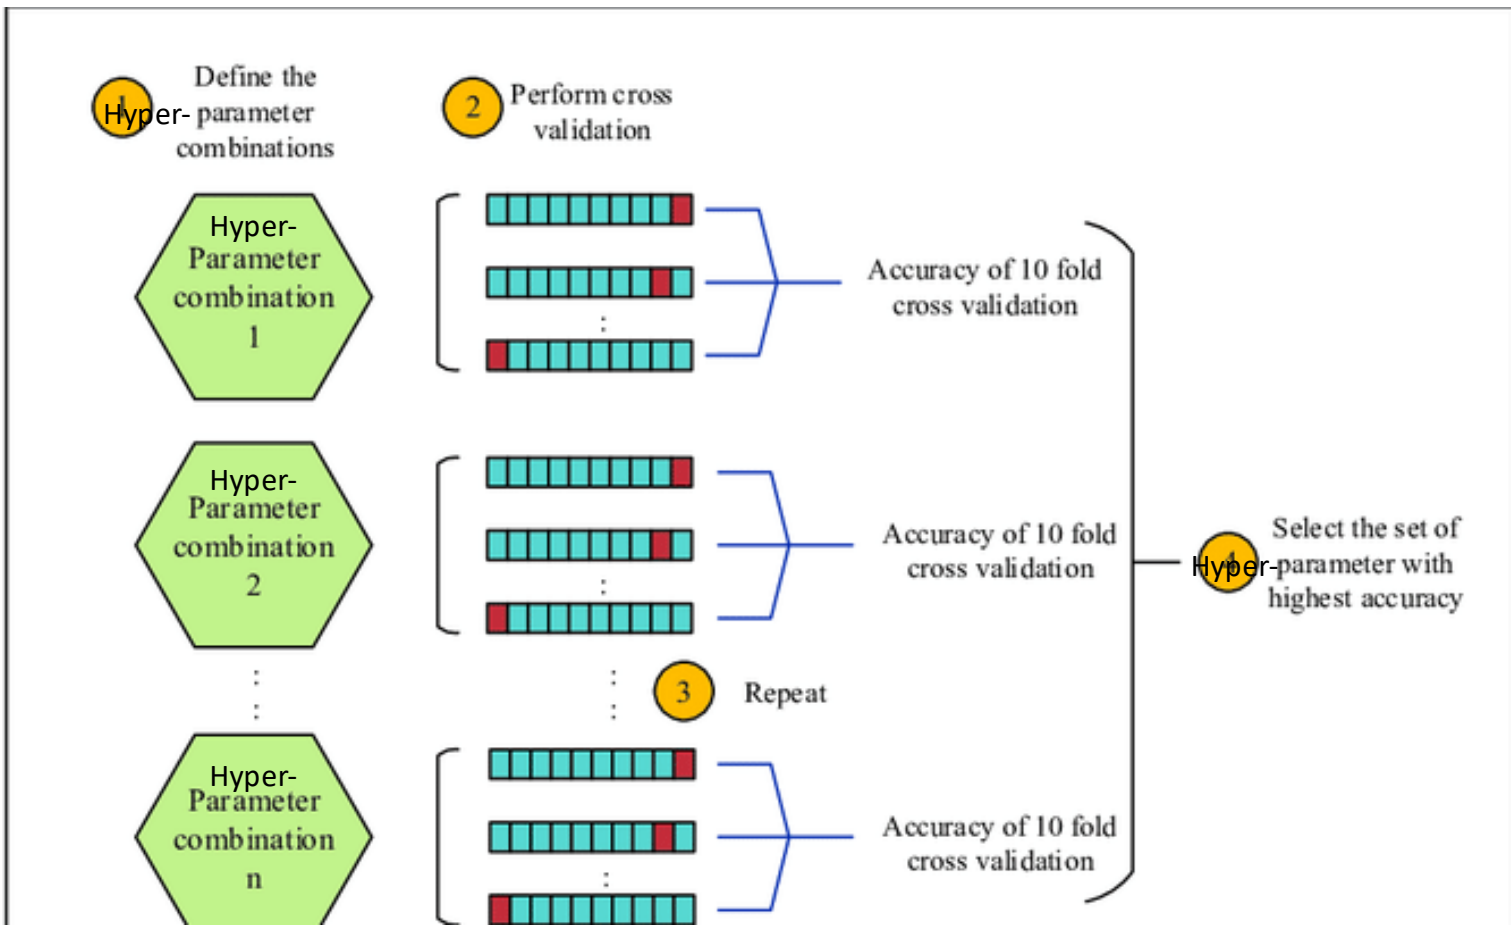 1
Define the
Hyper- parameter
combinations
2
Perform cross
validation
Hyper-
Parameter
combination
1
Accuracy of 10 fold
cross validation
Hyper-
Parameter
combination
2
Accuracy of 10 fold
cross validation
3
Repeat
Hyper-
Parameter
combination
n
Accuracy of 10 fold
cross validation
4
Select the set of
Hyper-parameter with
highest accuracy